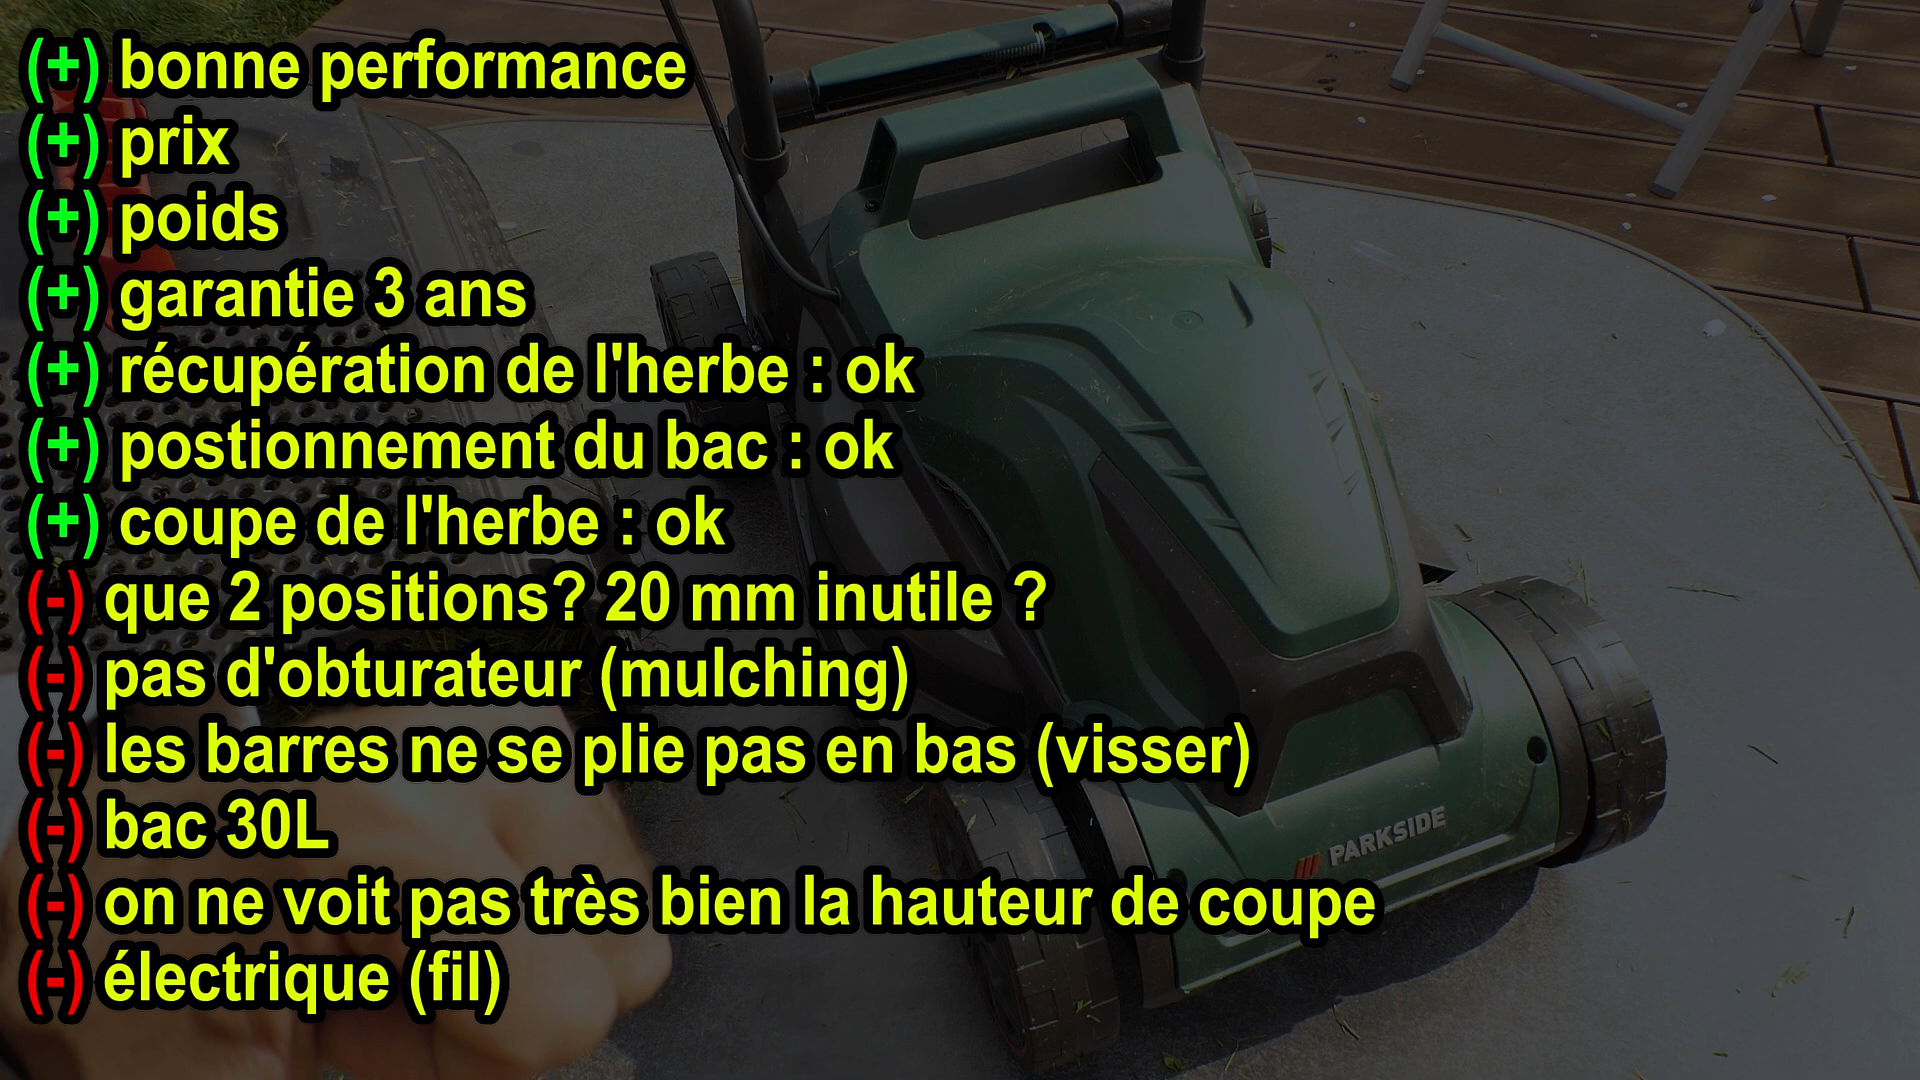 (+) bonne performance
(+) prix
(+) poids
(+) garantie 3 ans
(+) récupération de l'herbe : ok
(+) postionnement du bac : ok
(+) coupe de l'herbe : ok
(-) que 2 positions? 20 mm inutile ?
(-) pas d'obturateur (mulching)
(-) les barres ne se plie pas en bas (visser)
(-) bac 30L
(-) on ne voit pas très bien la hauteur de coupe
(-) électrique (fil)
PARKSIDE